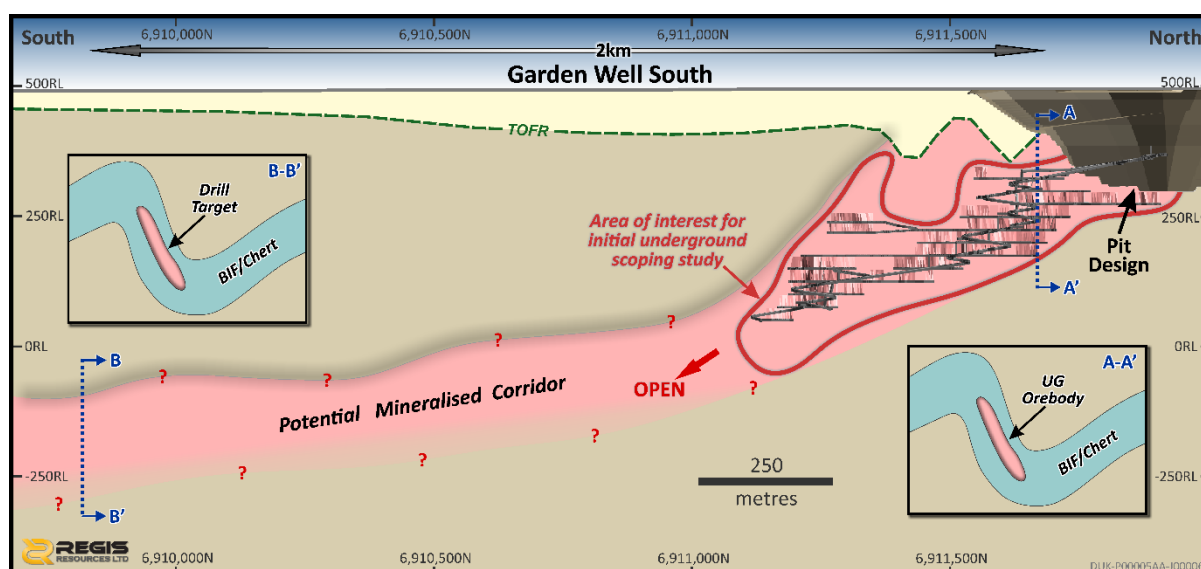 South
6,910,000N
6,910,500N
6,911,000N
6,911,500N
North
2km
Garden Well South
500RL
500RL
TOFR
A
B-B'
Drill
Target
BIF/Chert
250RL
250RL
Area of interest for
initial underground
scoping study
Pit
Design
A'
?
?
?
0RL
0RL
B
OPEN
?
?
Potential Mineralised Corridor
A-A'
UG
Orebody
BIF/Chert
?
?
?
-250RL
-250RL
?
250
metres
B'
REGIS
RESOURCES LTD
6,910,000N
6,910,500N
6,911,000N
6,911,500N